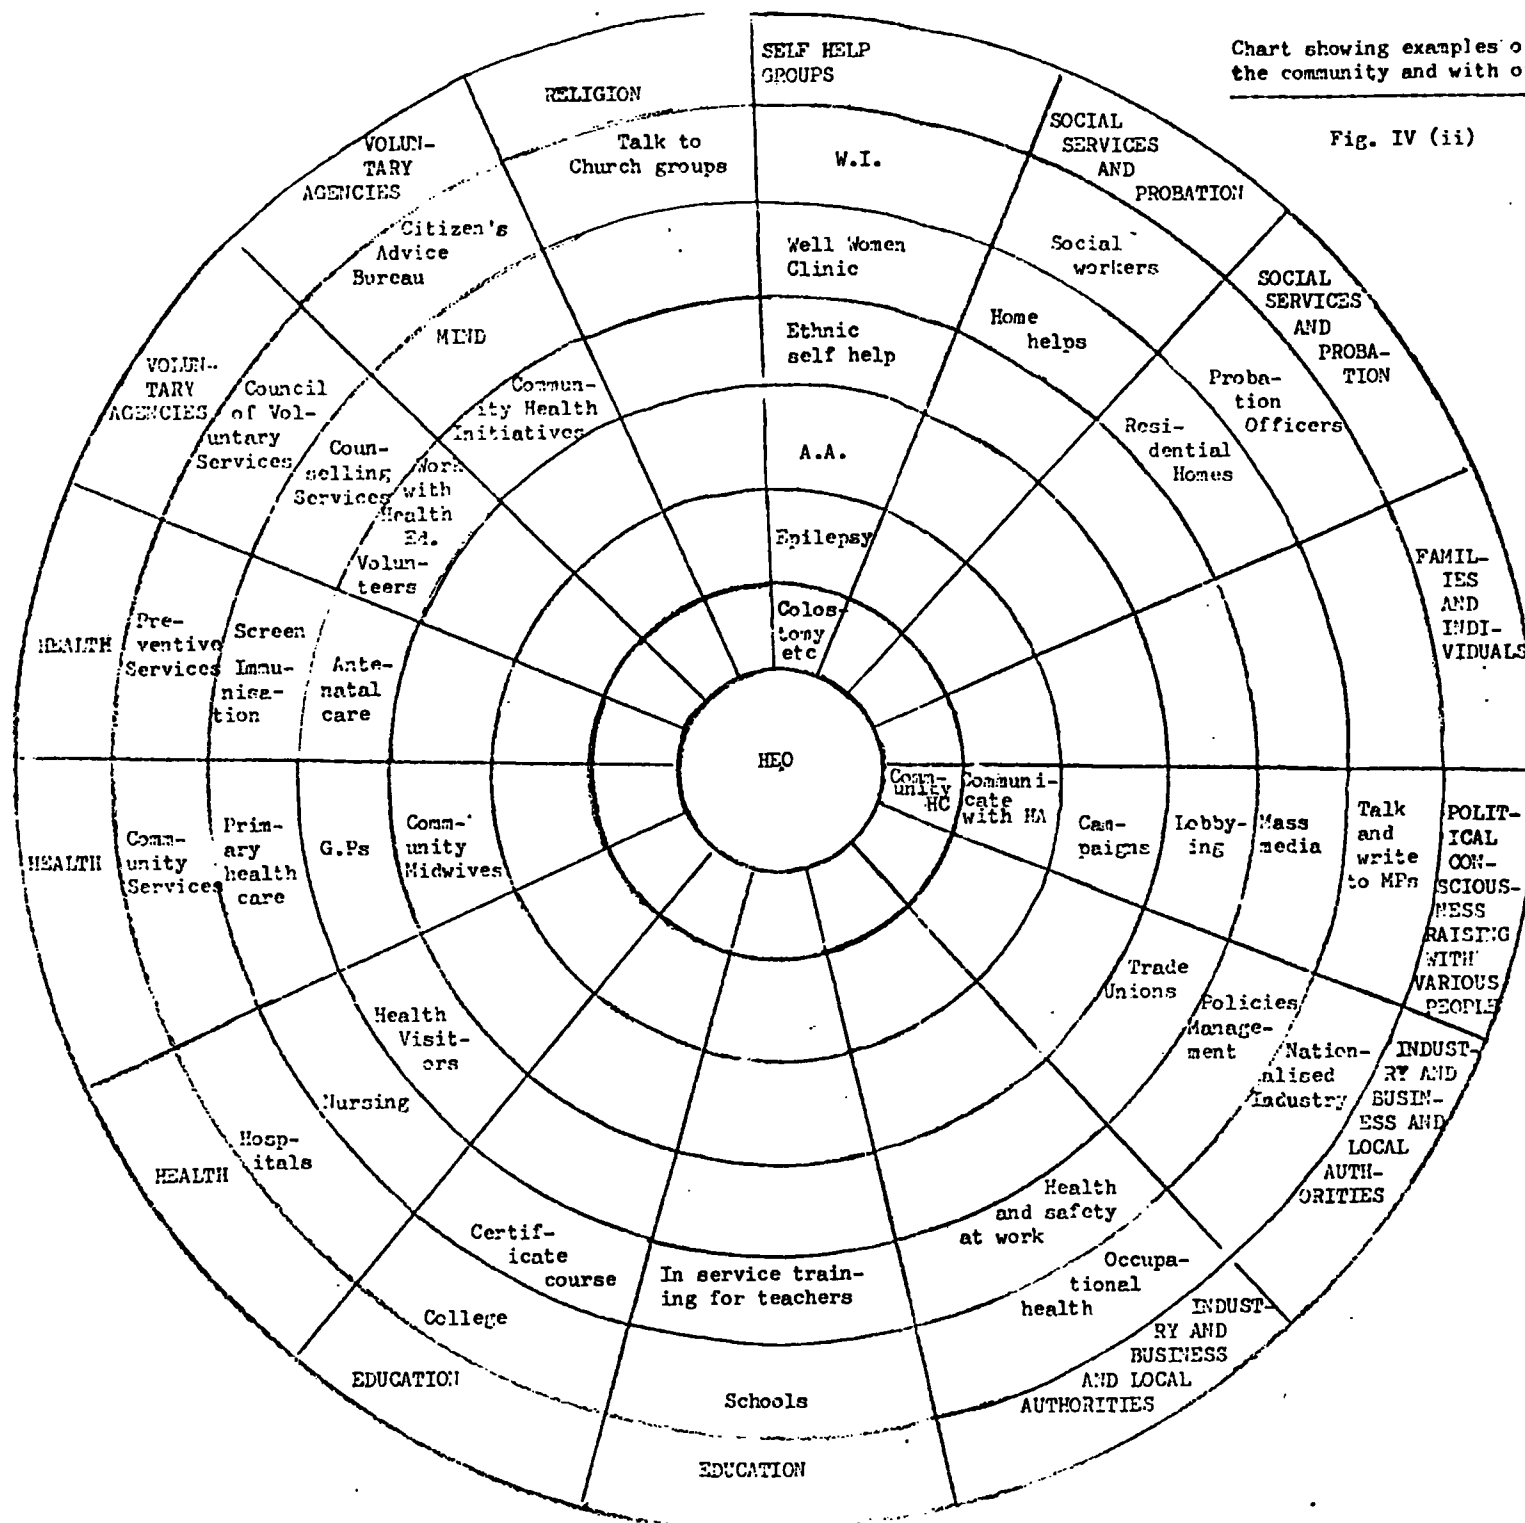 Chart showing examples o
the community and with o
Fig. IV (ii)
SELF HELP
GROUPS
W.I.
Well Women
Clinic
Ethnic
self help
A.A.
Epilepsy
Colos-
tomy
etc
SOCIAL
SERVICES
AND
PROBATION
Social
workers
Home
helps
SOCIAL
SERVICES
AND
PROBA-
TION
Proba-
tion
Officers
Resi-
dential
Homes
FAMIL-
IES
AND
INDI-
VIDUALS
POLIT-
ICAL
CON-
SCIOUS-
NESS
RAISING
WITH
VARIOUS
PEOPLE
Talk
and
write
to MPs
Mass
media
Lobby-
ing
Cam-
paigns
Communi-
cate
with HA
Comm-
unity
HC
INDUST-
RY AND
BUSIN-
ESS AND
LOCAL
AUTH-
ORITIES
Nation-
alised
Industry
Policies
Manage-
ment
Trade
Unions
INDUST-
RY AND
BUSINESS
AND LOCAL
AUTHORITIES
Occupa-
tional
health
Health
and safety
at work
EDUCATION
Schools
In service train-
ing for teachers
EDUCATION
College
Certif-
icate
course
HEALTH
Hosp-
itals
Nursing
Health
Visit-
ors
HEALTH
Comm-
unity
Services
Prim-
ary
health
care
G.Ps
Comm-
unity
Midwives
HEALTH
Pre-
ventive
Services
Screen
Immu-
nisa-
tion
Ante-
natal
care
VOLUN-
TARY
AGENCIES
Council
of Vol-
untary
Services
Coun-
selling
Services
Work
with
Health
Ed.
Volun-
teers
VOLUN-
TARY
AGENCIES
Citizen's
Advice
Bureau
MIND
Commun-
ity Health
Initiatives
RELIGION
Talk to
Church groups
HEO